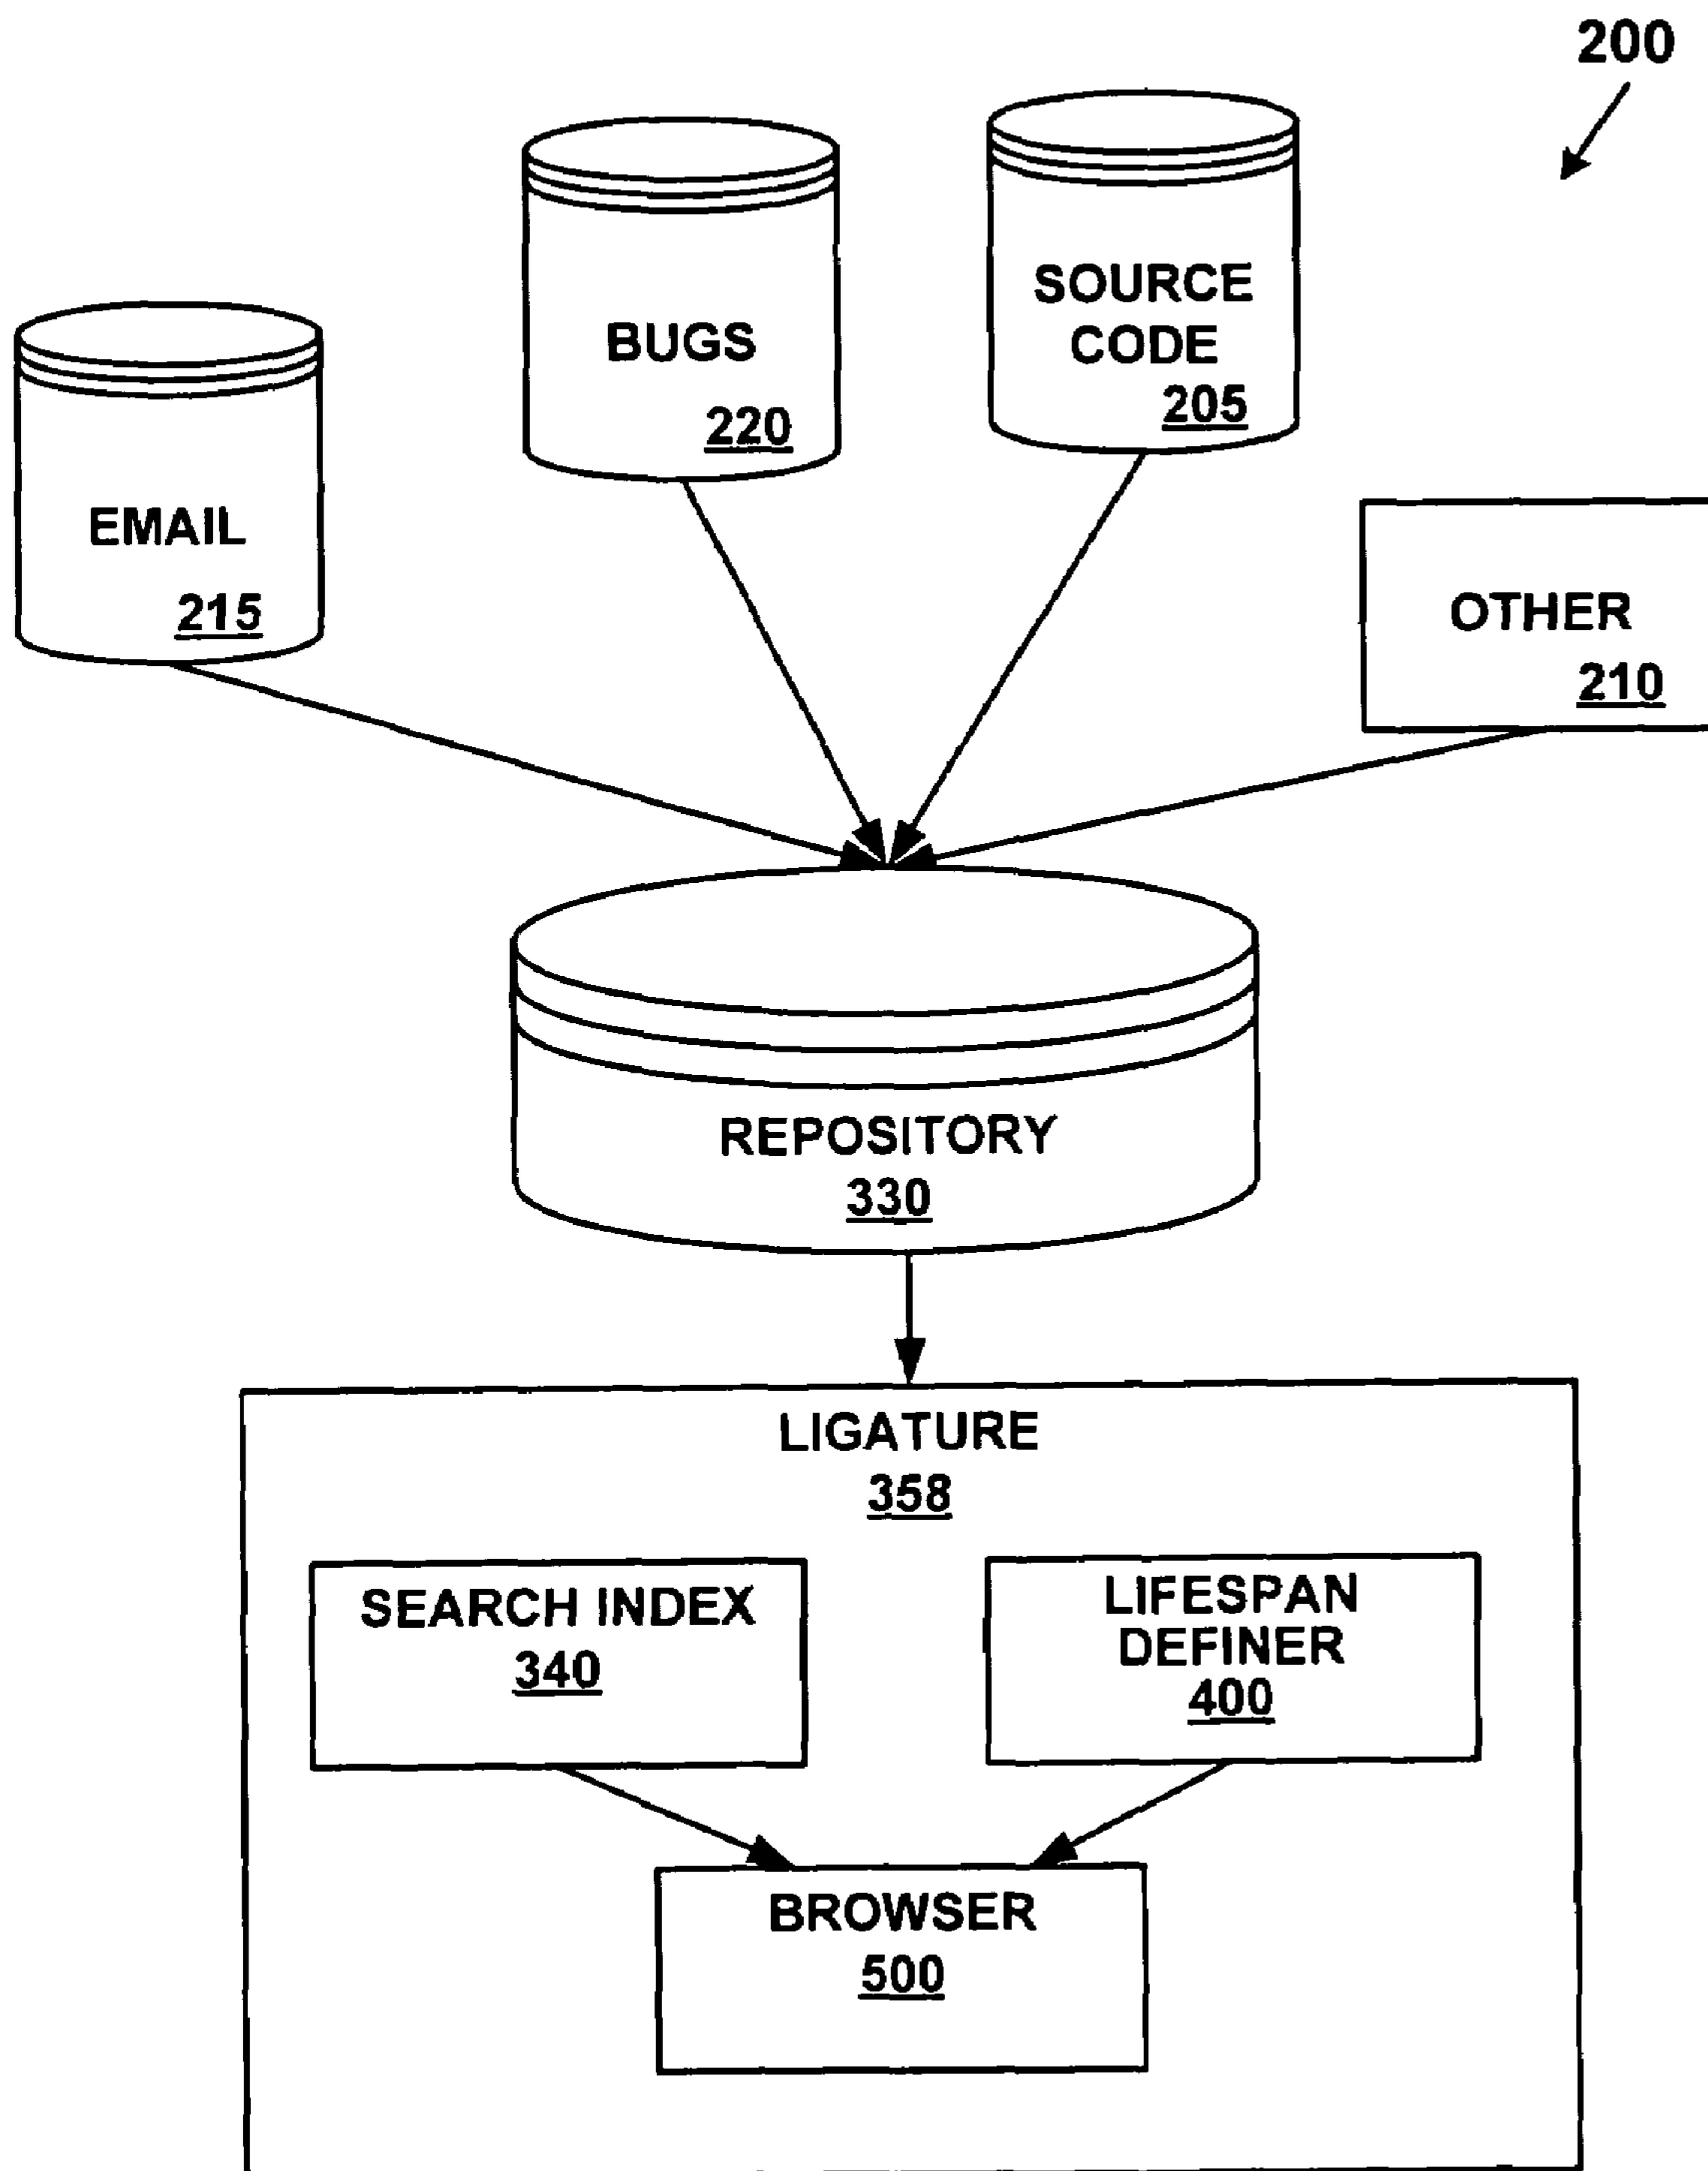 200
SOURCE
CODE
205
BUGS
220
EMAIL
215
OTHER
210
REPOSITORY
330
LIGATURE
358
SEARCH INDEX
340
LIFESPAN
DEFINER
400
BROWSER
500